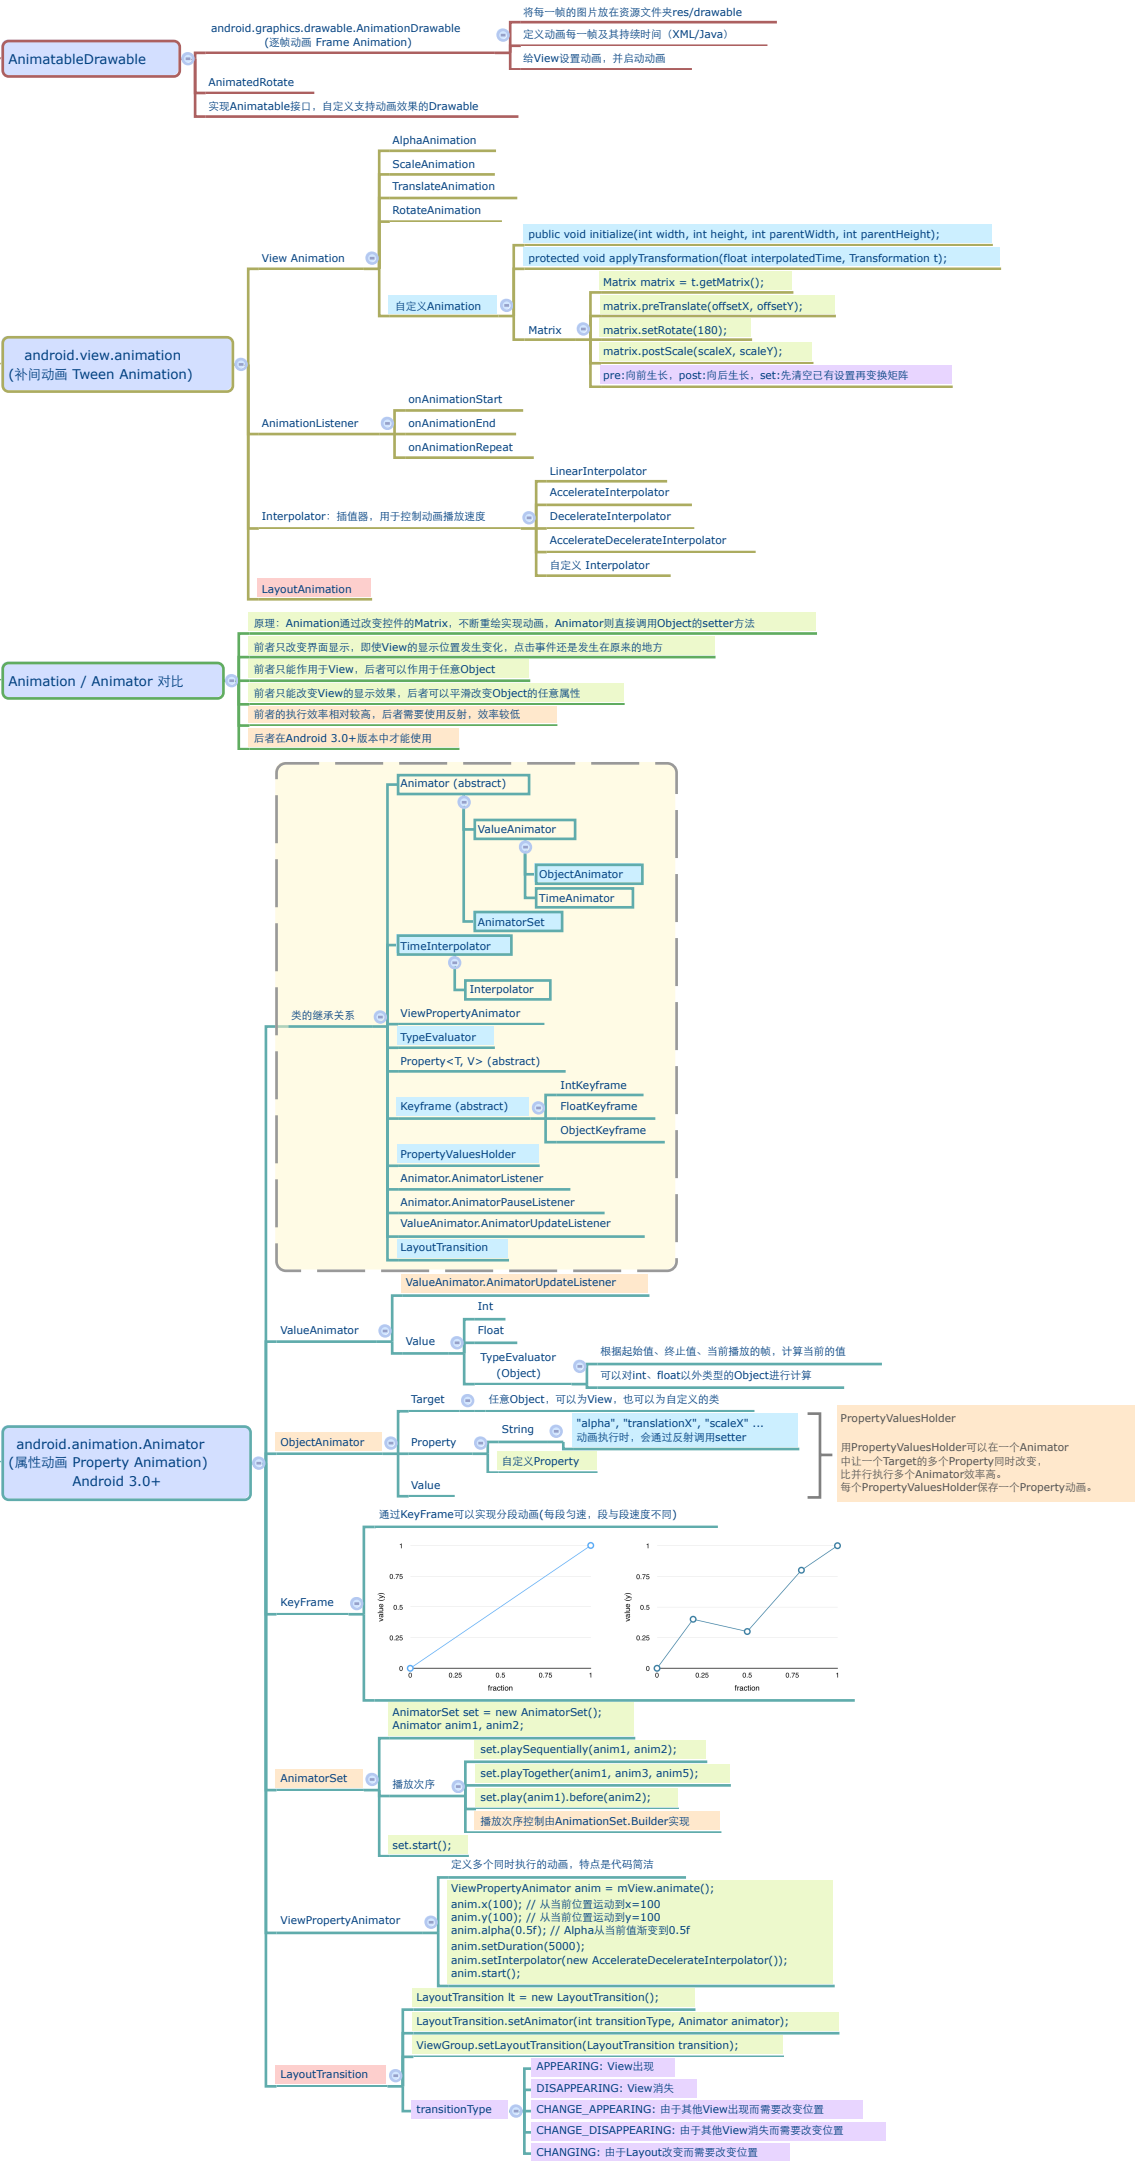 AnimatableDrawable
android.graphics.drawable.AnimationDrawable
(逐帧动画 Frame Animation)
将每一帧的图片放在资源文件夹res/drawable
定义动画每一帧及其持续时间（XML/Java）
给View设置动画，并启动动画
AnimatedRotate
实现Animatable接口，自定义支持动画效果的Drawable
android.view.animation
(补间动画 Tween Animation)
View Animation
AlphaAnimation
ScaleAnimation
TranslateAnimation
RotateAnimation
自定义Animation
public void initialize(int width, int height, int parentWidth, int parentHeight);
protected void applyTransformation(float interpolatedTime, Transformation t);
Matrix
Matrix matrix = t.getMatrix();
matrix.preTranslate(offsetX, offsetY);
matrix.setRotate(180);
matrix.postScale(scaleX, scaleY);
pre:向前生长，post:向后生长，set:先清空已有设置再变换矩阵
AnimationListener
onAnimationStart
onAnimationEnd
onAnimationRepeat
Interpolator：插值器，用于控制动画播放速度
LinearInterpolator
AccelerateInterpolator
DecelerateInterpolator
AccelerateDecelerateInterpolator
自定义 Interpolator
LayoutAnimation
Animation / Animator 对比
原理：Animation通过改变控件的Matrix，不断重绘实现动画，Animator则直接调用Object的setter方法
前者只改变界面显示，即使View的显示位置发生变化，点击事件还是发生在原来的地方
前者只能作用于View，后者可以作用于任意Object
前者只能改变View的显示效果，后者可以平滑改变Object的任意属性
前者的执行效率相对较高，后者需要使用反射，效率较低
后者在Android 3.0+版本中才能使用
android.animation.Animator
(属性动画 Property Animation)
Android 3.0+
类的继承关系
Animator (abstract)
ValueAnimator
ObjectAnimator
TimeAnimator
AnimatorSet
TimeInterpolator
Interpolator
ViewPropertyAnimator
TypeEvaluator
Property<T, V> (abstract)
Keyframe (abstract)
IntKeyframe
FloatKeyframe
ObjectKeyframe
PropertyValuesHolder
Animator.AnimatorListener
Animator.AnimatorPauseListener
ValueAnimator.AnimatorUpdateListener
LayoutTransition
ValueAnimator
ValueAnimator.AnimatorUpdateListener
Value
Int
Float
TypeEvaluator
(Object)
根据起始值、终止值、当前播放的帧，计算当前的值
可以对int、float以外类型的Object进行计算
ObjectAnimator
Target
任意Object，可以为View，也可以为自定义的类
Property
String
"alpha", "translationX", "scaleX" ...
动画执行时，会通过反射调用setter
自定义Property
Value
PropertyValuesHolder
用PropertyValuesHolder可以在一个Animator
中让一个Target的多个Property同时改变，
比并行执行多个Animator效率高。
每个PropertyValuesHolder保存一个Property动画。
KeyFrame
通过KeyFrame可以实现分段动画(每段匀速，段与段速度不同)
value (y)
1
0.75
0.5
0.25
0
0 0.25 0.5 0.75 1
fraction
value (y)
1
0.75
0.5
0.25
0
0 0.25 0.5 0.75 1
fraction
AnimatorSet
AnimatorSet set = new AnimatorSet();
Animator anim1, anim2;
播放次序
set.playSequentially(anim1, anim2);
set.playTogether(anim1, anim3, anim5);
set.play(anim1).before(anim2);
播放次序控制由AnimationSet.Builder实现
set.start();
ViewPropertyAnimator
定义多个同时执行的动画，特点是代码简洁
ViewPropertyAnimator anim = mView.animate();
anim.x(100); // 从当前位置运动到x=100
anim.y(100); // 从当前位置运动到y=100
anim.alpha(0.5f); // Alpha从当前值渐变到0.5f
anim.setDuration(5000);
anim.setInterpolator(new AccelerateDecelerateInterpolator());
anim.start();
LayoutTransition
LayoutTransition lt = new LayoutTransition();
LayoutTransition.setAnimator(int transitionType, Animator animator);
ViewGroup.setLayoutTransition(LayoutTransition transition);
transitionType
APPEARING: View出现
DISAPPEARING: View消失
CHANGE_APPEARING: 由于其他View出现而需要改变位置
CHANGE_DISAPPEARING: 由于其他View消失而需要改变位置
CHANGING: 由于Layout改变而需要改变位置